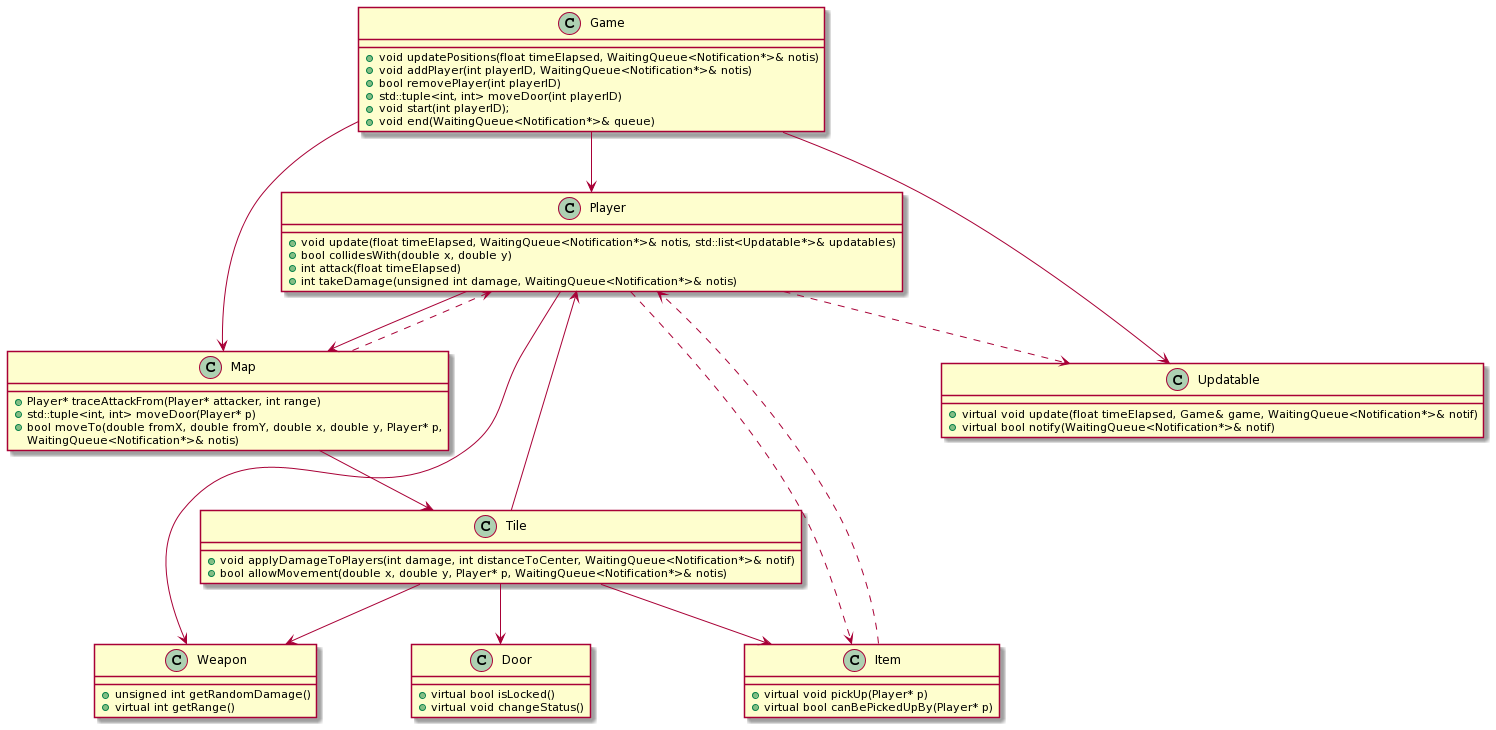 C Game
void updatePositions(float timeElapsed, WaitingQueue<Notification*>& notis)
void addPlayer(int playerID, WaitingQueue<Notification*>& notis)
bool removePlayer(int playerID)
std::tuple<int, int> moveDoor(int playerID)
void start(int playerID);
void end(WaitingQueue<Notification*>& queue)
C Player
void update(float timeElapsed, WaitingQueue<Notification*>& notis, std::list<Updatable*>& updatables)
bool collidesWith(double x, double y)
int attack(float timeElapsed)
int takeDamage(unsigned int damage, WaitingQueue<Notification*>& notis)
C Map
Player* traceAttackFrom(Player* attacker, int range)
std::tuple<int, int> moveDoor(Player* p)
bool moveTo(double fromX, double fromY, double x, double y, Player* p,
WaitingQueue<Notification*>& notis)
C Updatable
virtual void update(float timeElapsed, Game& game, WaitingQueue<Notification*>& notif)
virtual bool notify(WaitingQueue<Notification*>& notif)
C Tile
void applyDamageToPlayers(int damage, int distanceToCenter, WaitingQueue<Notification*>& notif)
bool allowMovement(double x, double y, Player* p, WaitingQueue<Notification*>& notis)
C Weapon
unsigned int getRandomDamage()
virtual int getRange()
C Door
virtual bool isLocked()
virtual void changeStatus()
C Item
virtual void pickUp(Player* p)
virtual bool canBePickedUpBy(Player* p)